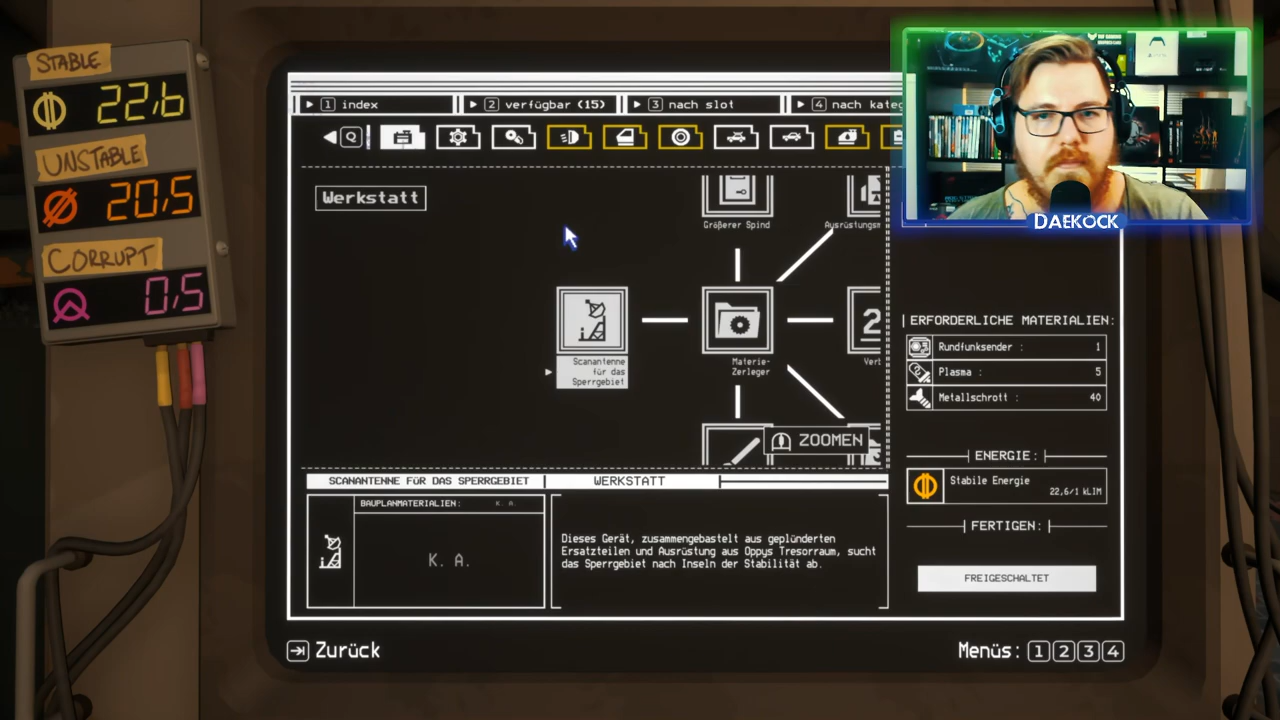 STABLE
22,6
UNSTABLE
20,5
CORRUPT
0,5
1 index
2 verfügbar (15)
3 nach slot
4 nach kateg
Q
Werkstatt
Größerer Spind
Ausrüstungsm
Scanantenne
für das
Sperrgebiet
Materie-
Zerleger
2
Vert
ZOOMEN
SCANANTENNE FüR DAS SPERRGEBIET
WERKSTATT
BAUPLANMATERIALIEN: K. A.
K. A.
Dieses Gerät, zusammengebastelt aus geplünderten
Ersatzteilen und Ausrüstung aus Oppys Tresorraum, sucht
das Sperrgebiet nach Inseln der Stabilität ab.
DAEKOCK
ERFORDERLICHE MATERIALIEN:
Rundfunksender : 1
Plasma : 5
Metallschrott : 40
ENERGIE:
Stabile Energie
22,6/1 kLIM
FERTIGEN:
FREIGESCHALTET
Zurück
Menüs: 1 2 3 4